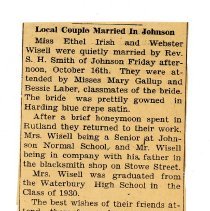 Local Couple Married In Johnson
Miss Ethel Irish and Webster
Wisell were quietly married by Rev.
S. H. Smith of Johnson Friday after-
noon, October 16th. They were at-
tended by Misses Mary Gallup and
Bessie Laber, classmates of the bride.
The bride was prettily gowned in
Harding blue crepe satin.
After a brief honeymoon spent in
Rutland they returned to their work.
Mrs. Wisell being a Senior at John-
son Normal School, and Mr. Wisell
being in company with his father in
the blacksmith shop on Stowe Street.
Mrs. Wisell was graduated from
the Waterbury High School in the
Class of 1930.
The best wishes of their friends at-